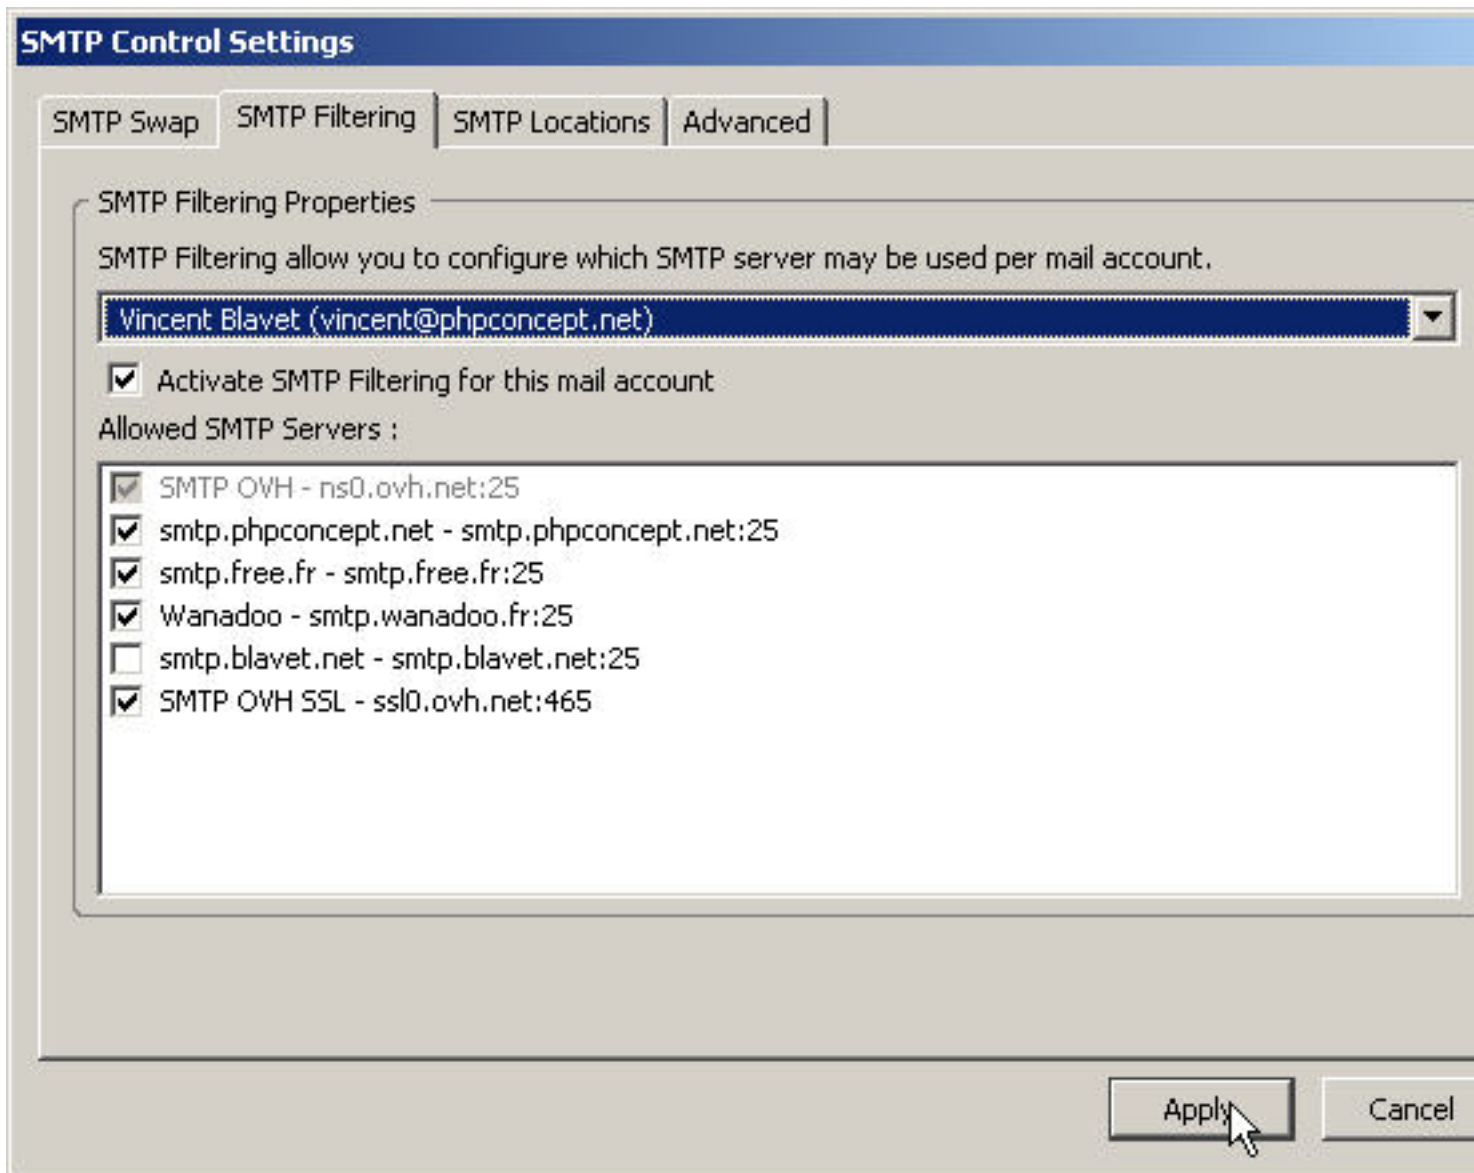 SMTP Control Settings
SMTP Swap SMTP Filtering SMTP Locations Advanced
SMTP Filtering Properties
SMTP Filtering allow you to configure which SMTP server may be used per mail account.
Vincent Blavet (vincent@phpconcept.net)
Activate SMTP Filtering for this mail account
Allowed SMTP Servers :
SMTP OVH - ns0.ovh.net:25
smtp.phpconcept.net - smtp.phpconcept.net:25
smtp.free.fr - smtp.free.fr:25
Wanadoo - smtp.wanadoo.fr:25
smtp.blavet.net - smtp.blavet.net:25
SMTP OVH SSL - ssl0.ovh.net:465
Apply Cancel